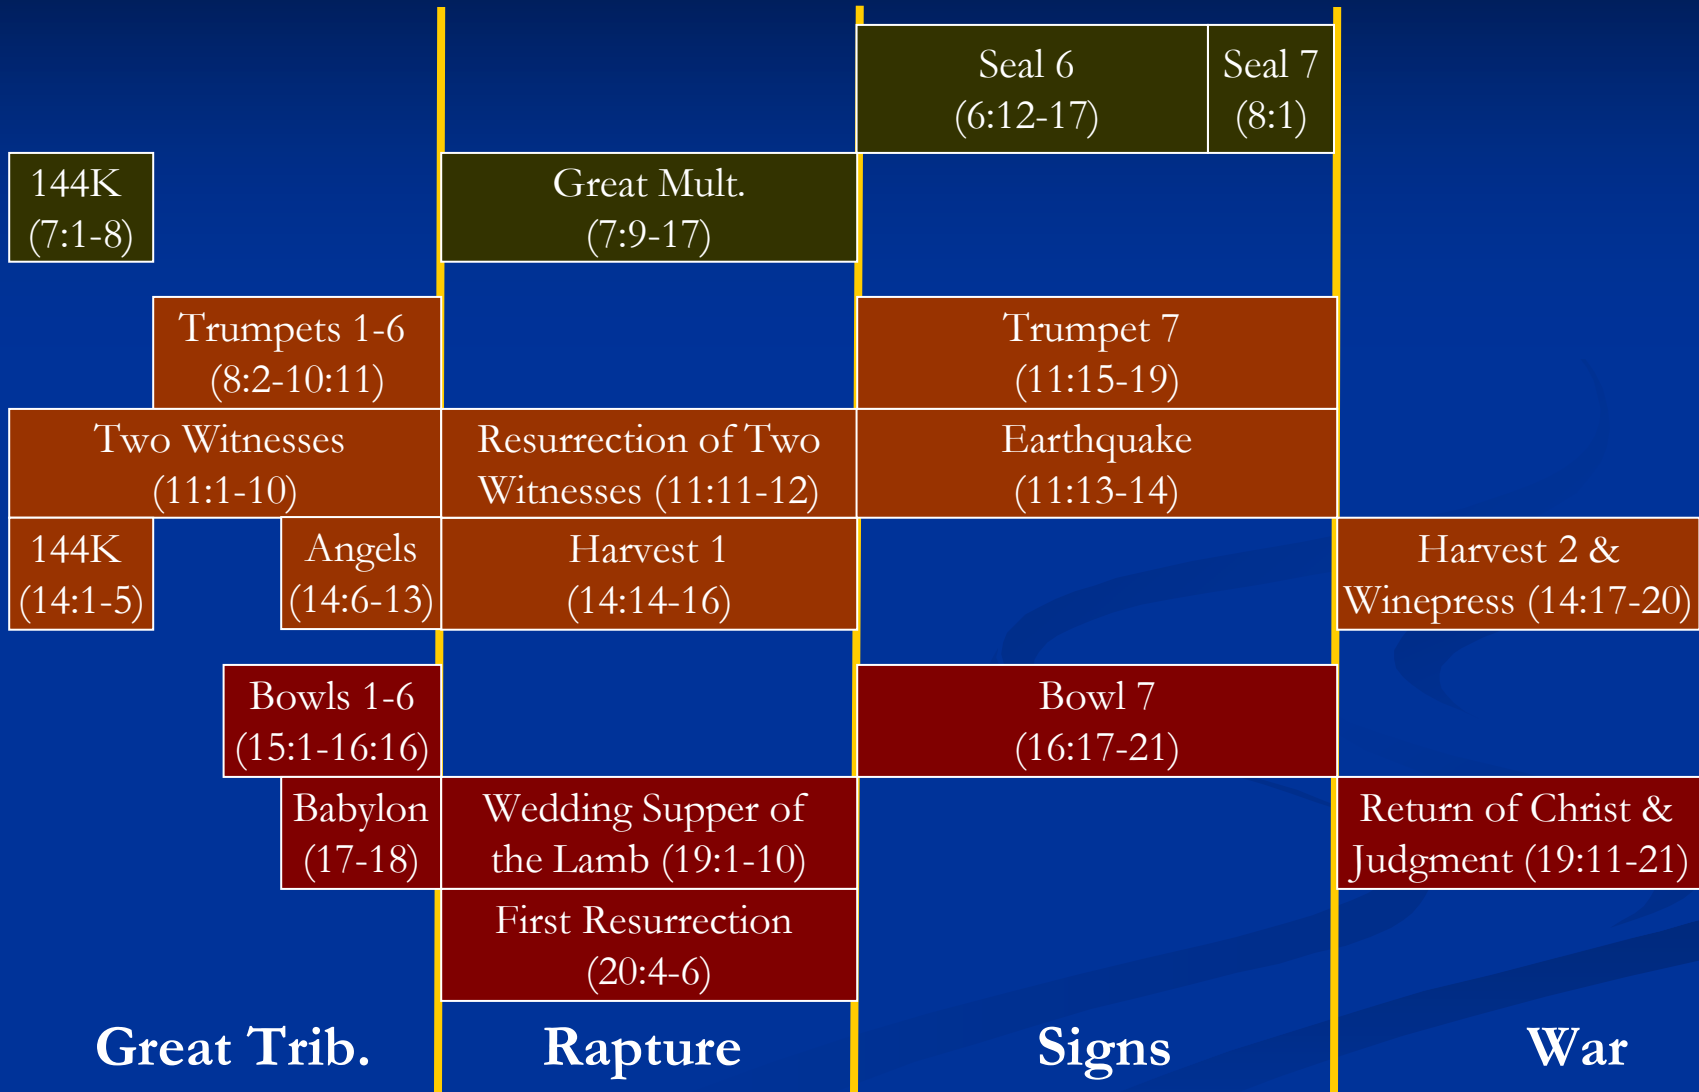 Seal 6
(6:12-17)
Seal 7
(8:1)
144K
(7:1-8)
Great Mult.
(7:9-17)
Trumpets 1-6
(8:2-10:11)
Trumpet 7
(11:15-19)
Two Witnesses
(11:1-10)
Resurrection of Two
Witnesses (11:11-12)
Earthquake
(11:13-14)
144K
(14:1-5)
Angels
(14:6-13)
Harvest 1
(14:14-16)
Harvest 2 &
Winepress (14:17-20)
Bowls 1-6
(15:1-16:16)
Bowl 7
(16:17-21)
Babylon
(17-18)
Wedding Supper of
the Lamb (19:1-10)
Return of Christ &
Judgment (19:11-21)
First Resurrection
(20:4-6)
Great Trib.
Rapture
Signs
War